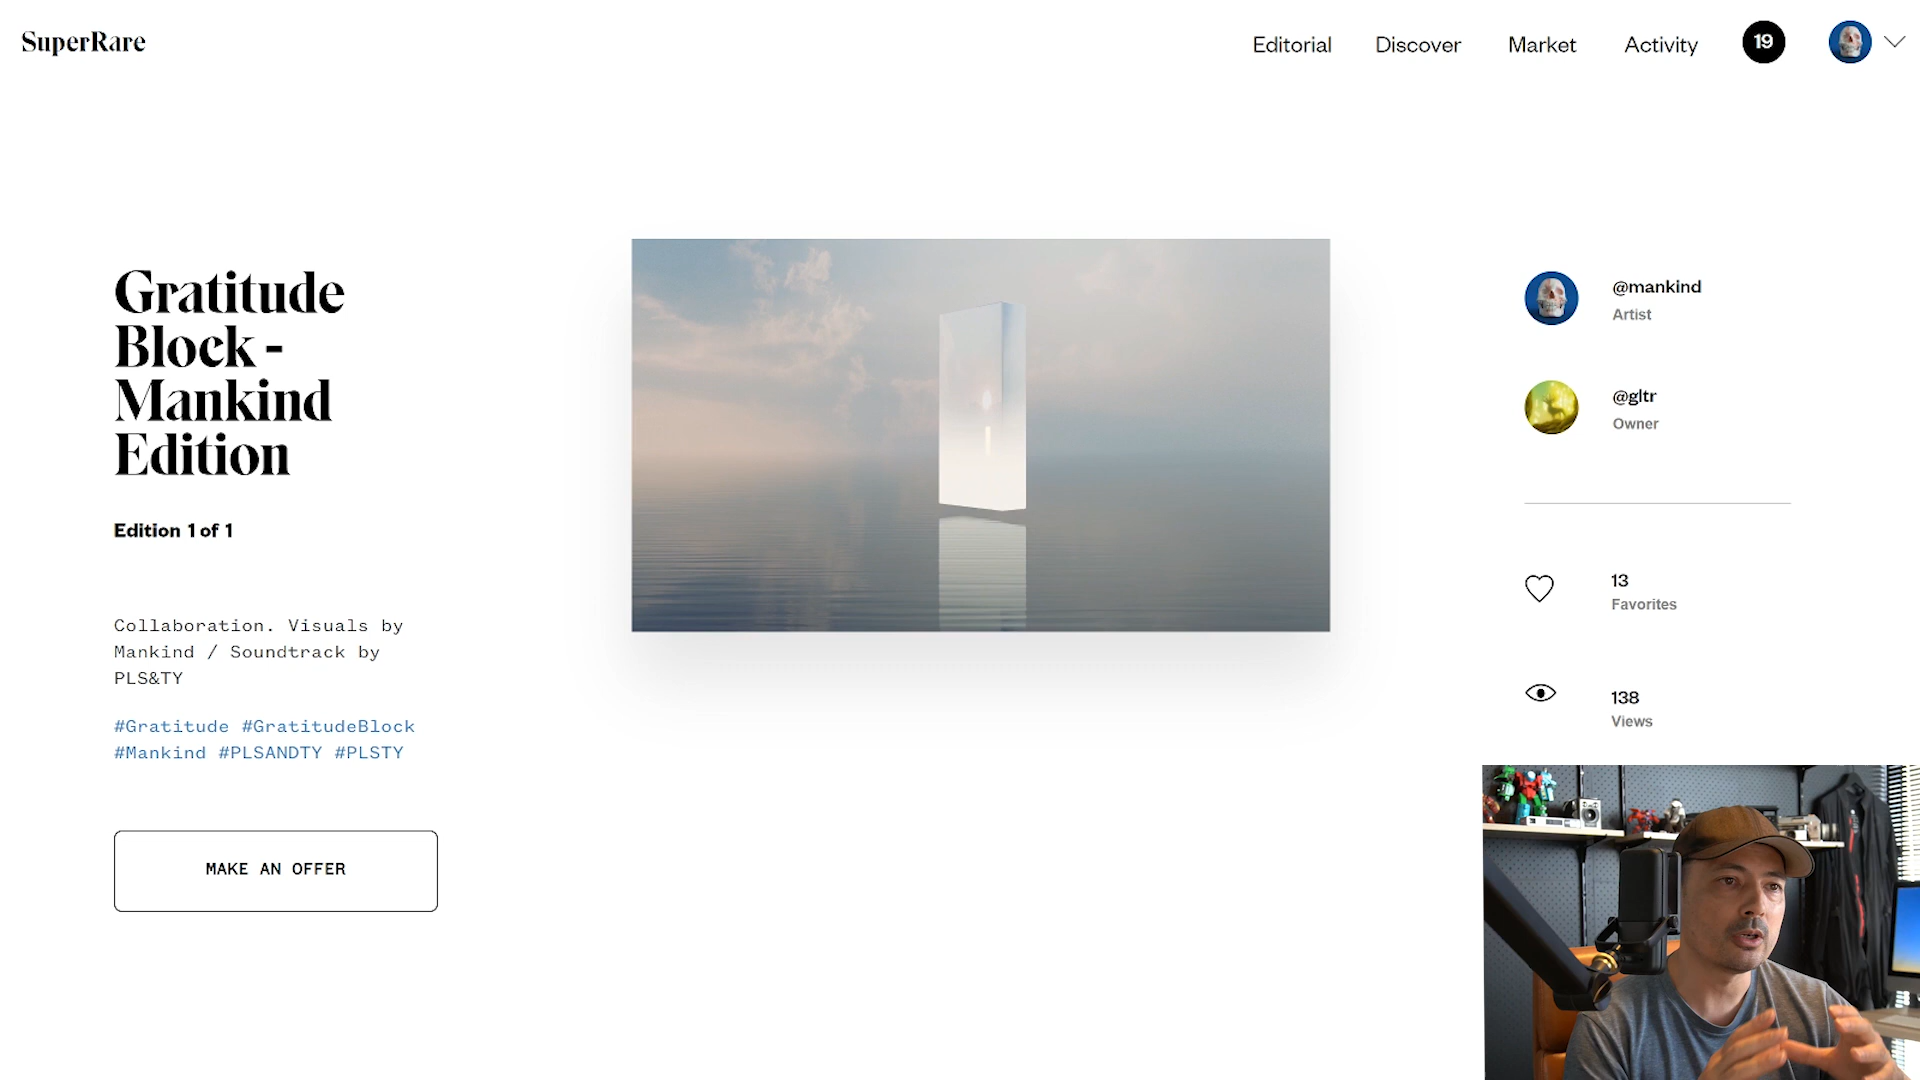 SuperRare
Editorial
Discover
Market
Activity
19
Gratitude
Block -
Mankind
Edition
Edition 1 of 1
Collaboration. Visuals by
Mankind / Soundtrack by
PLS&TY
#Gratitude #GratitudeBlock
#Mankind #PLSANDTY #PLSTY
MAKE AN OFFER
@mankind
Artist
@gltr
Owner
13
Favorites
138
Views